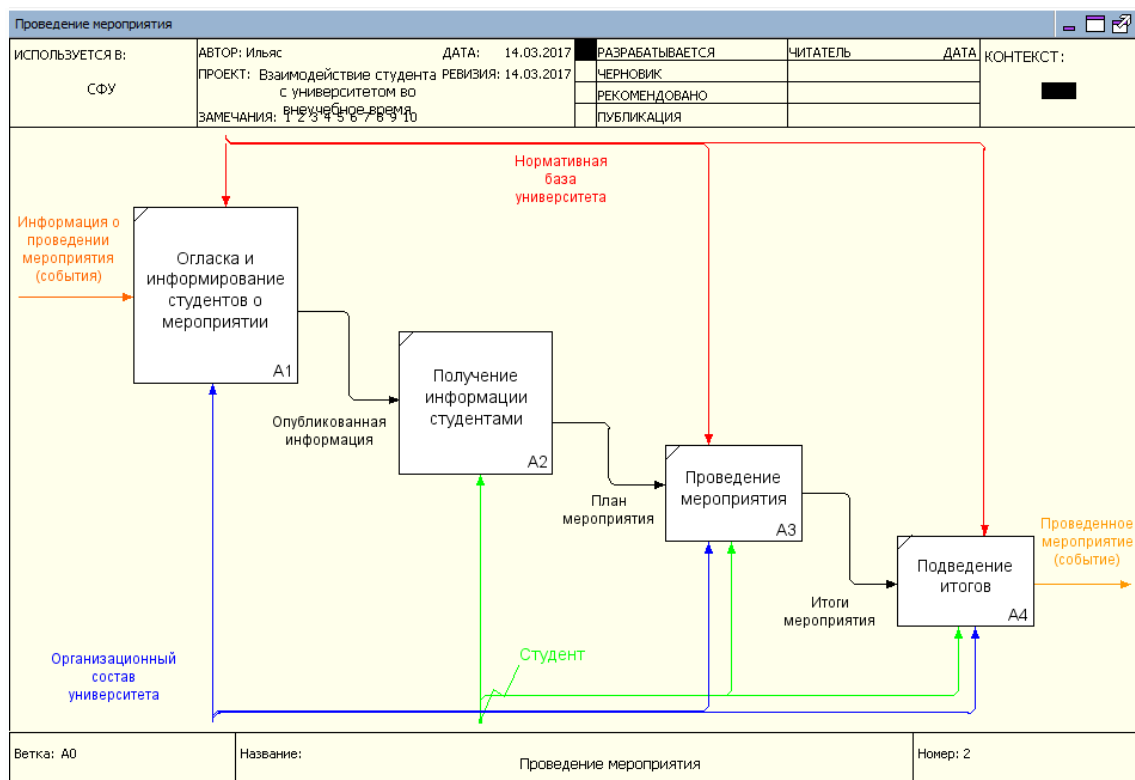 Проведение мероприятия
ИСПОЛЬЗУЕТСЯ В:
СФУ
АВТОР: Ильяс
ДАТА: 14.03.2017
ПРОЕКТ: Взаимодействие студента
с университетом во
внеучебное время
РЕВИЗИЯ: 14.03.2017
ЗАМЕЧАНИЯ: 1 2 3 4 5 6 7 8 9 10
РАЗРАБАТЫВАЕТСЯ
ЧЕРНОВИК
РЕКОМЕНДОВАНО
ПУБЛИКАЦИЯ
ЧИТАТЕЛЬ
ДАТА
КОНТЕКСТ:
Нормативная
база
университета
Информация о
проведении
мероприятия
(события)
Огласка и
информирование
студентов о
мероприятии
A1
Опубликованная
информация
Получение
информации
студентами
A2
План
мероприятия
Проведение
мероприятия
A3
Итоги
мероприятия
Подведение
итогов
A4
Проведенное
мероприятие
(событие)
Организационный
состав
университета
Студент
Ветка: A0
Название:
Проведение мероприятия
Номер: 2